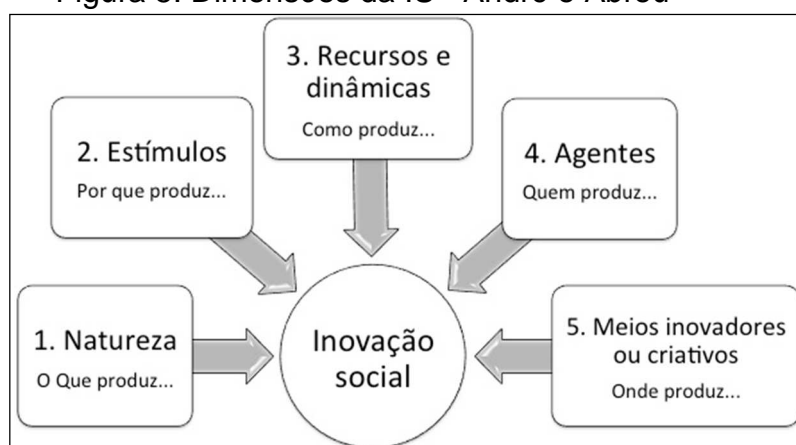 Figura 3: Dimensões da IS - André e Abreu
3. Recursos e
dinâmicas
Como produz...
2. Estímulos
Por que produz...
4. Agentes
Quem produz...
1. Natureza
O Que produz...
Inovação
social
5. Meios inovadores
ou criativos
Onde produz...